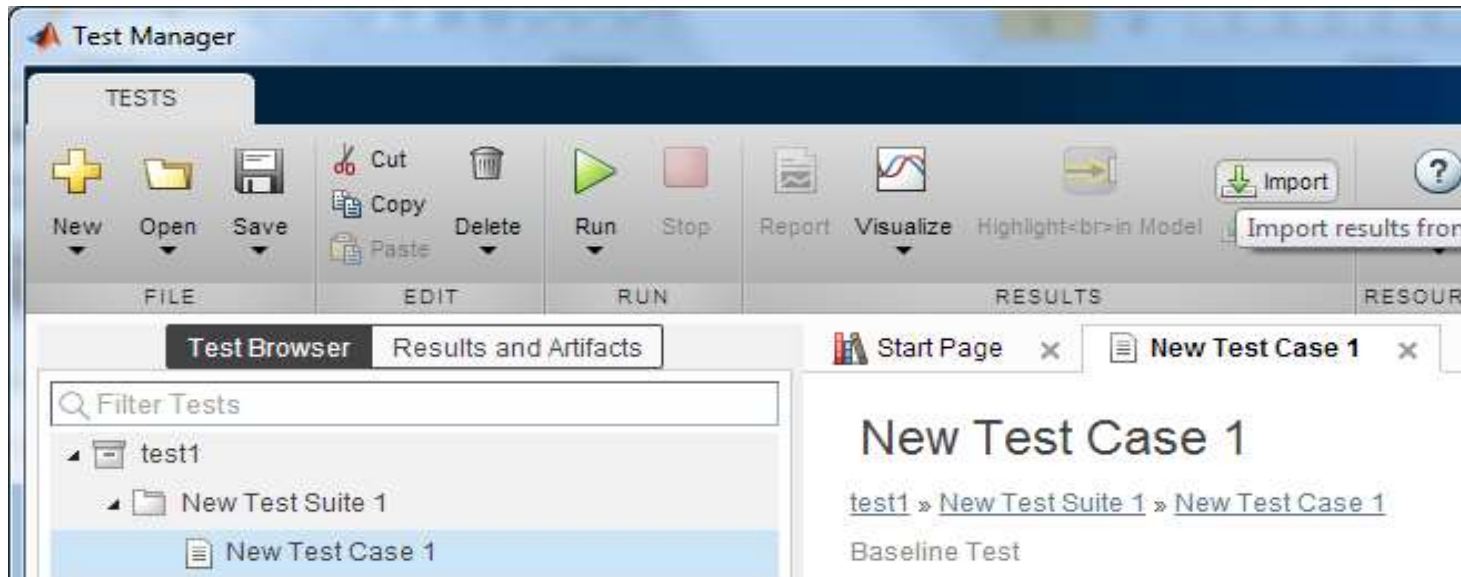 Test Manager
TESTS
Cut
Copy
Paste
New Open Save Delete Run Stop Report Visualize Highlight<br>in Model Import
Import results from
FILE EDIT RUN RESULTS RESOUR
Test Browser Results and Artifacts Start Page New Test Case 1
Filter Tests
test1
New Test Suite 1
New Test Case 1
New Test Case 1
test1 » New Test Suite 1 » New Test Case 1
Baseline Test